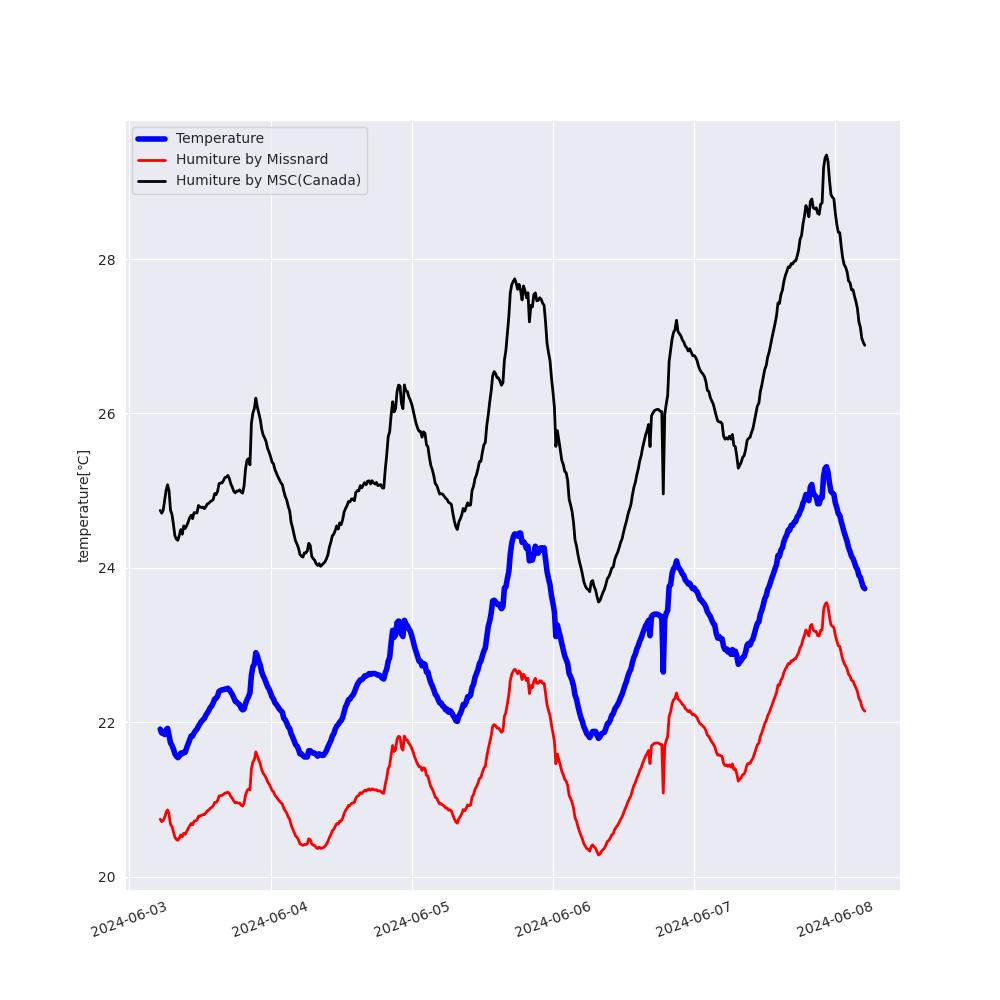 Temperature
Humiture by Missnard
Humiture by MSC(Canada)
28
26
24
22
20
temperature[℃]
2024-06-03
2024-06-04
2024-06-05
2024-06-06
2024-06-07
2024-06-08